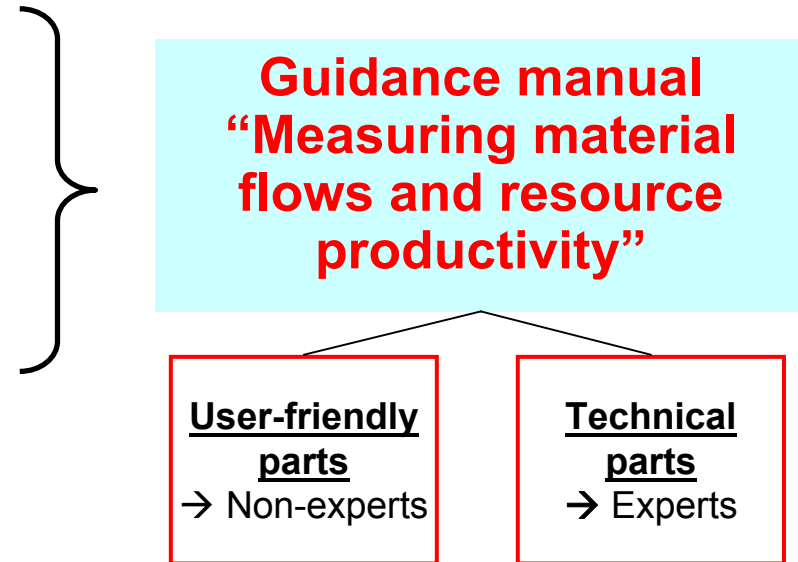 Guidance manual
“Measuring material
flows and resource
productivity”
User-friendly
parts
→ Non-experts
Technical
parts
→ Experts